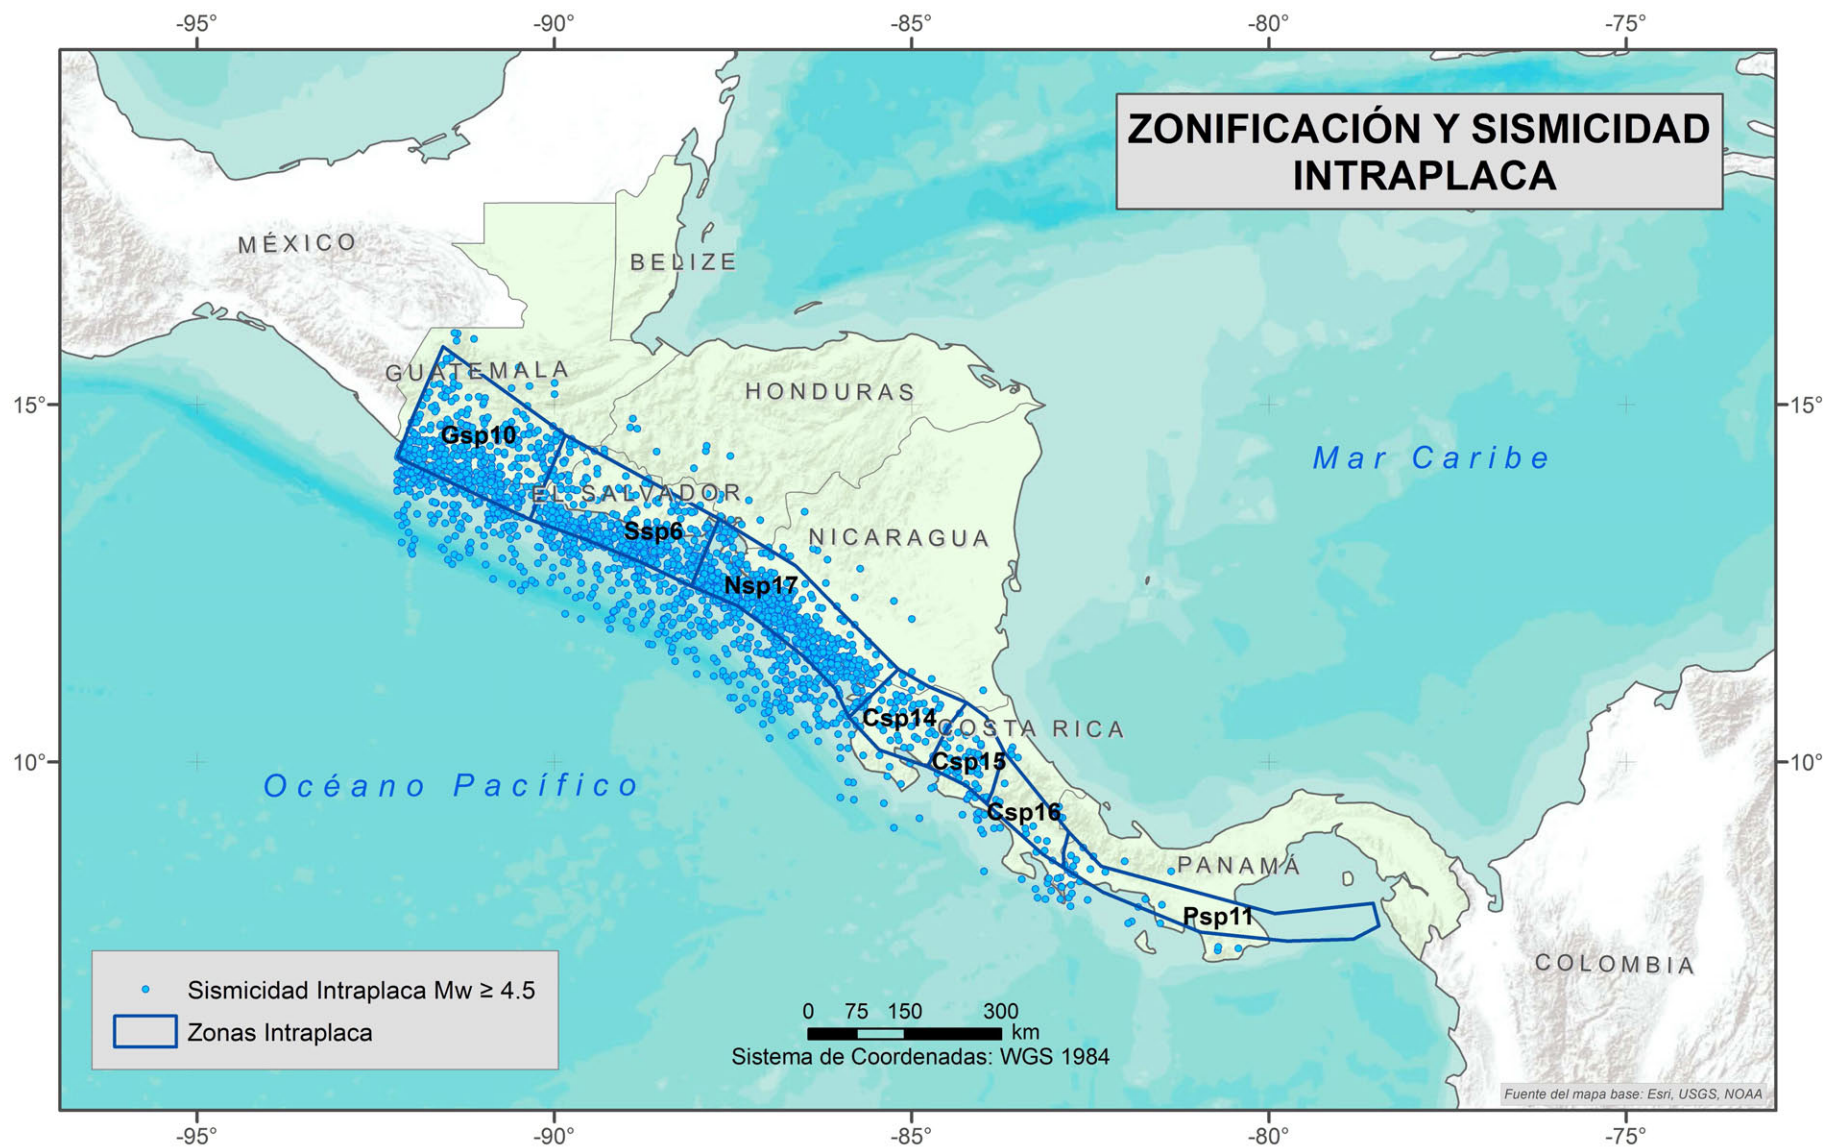 -95°
-90°
-85°
-80°
-75°
ZONIFICACIÓN Y SISMICIDAD
INTRAPLACA
MÉXICO
BELIZE
GUATEMALA
HONDURAS
15°
15°
Gsp10
Mar Caribe
EL SALVADOR
Ssp6
NICARAGUA
Nsp17
Csp14
COSTA RICA
10°
Csp15
10°
Océano Pacífico
Csp16
PANAMÁ
Psp11
COLOMBIA
Sismicidad Intraplaca Mw ≥ 4.5
Zonas Intraplaca
0 75 150 300
km
Sistema de Coordenadas: WGS 1984
Fuente del mapa base: Esri, USGS, NOAA
-95°
-90°
-85°
-80°
-75°